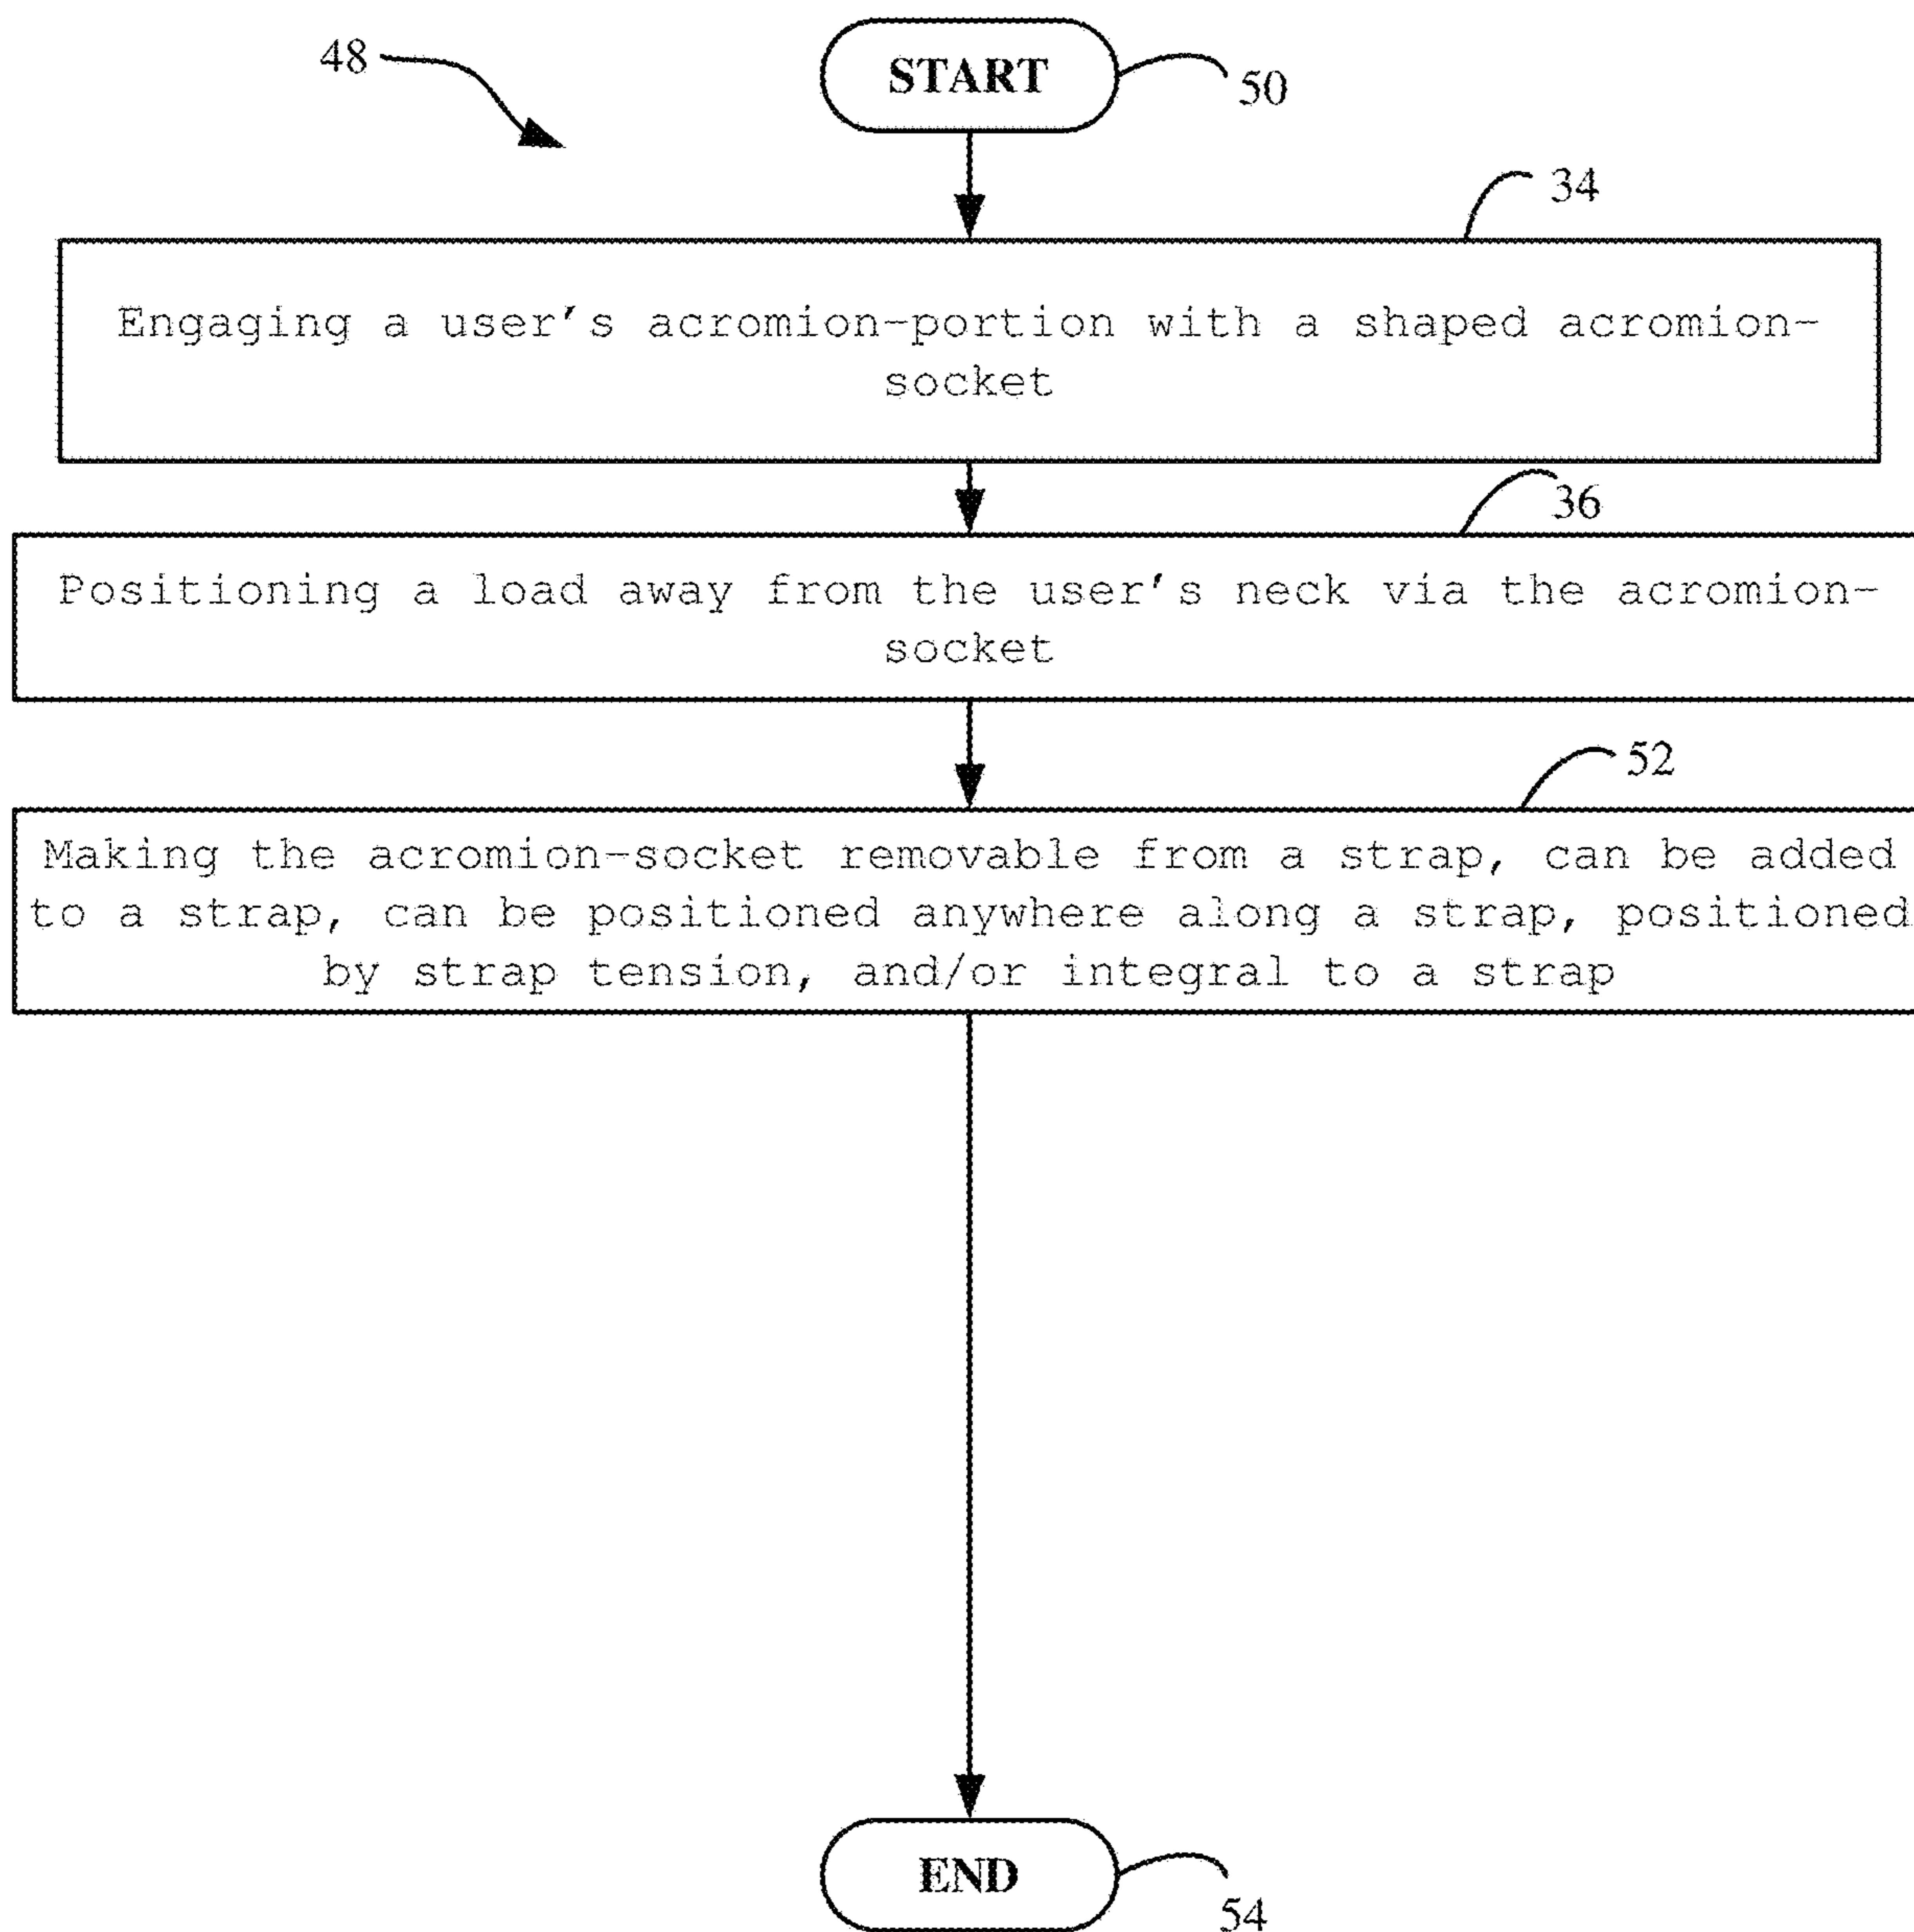 48
START
50
34
Engaging a user's acromion-portion with a shaped acromion-
socket
36
Positioning a load away from the user's neck via the acromion-
socket
52
Making the acromion-socket removable from a strap, can be added
to a strap, can be positioned anywhere along a strap, positioned
by strap tension, and/or integral to a strap
END
54